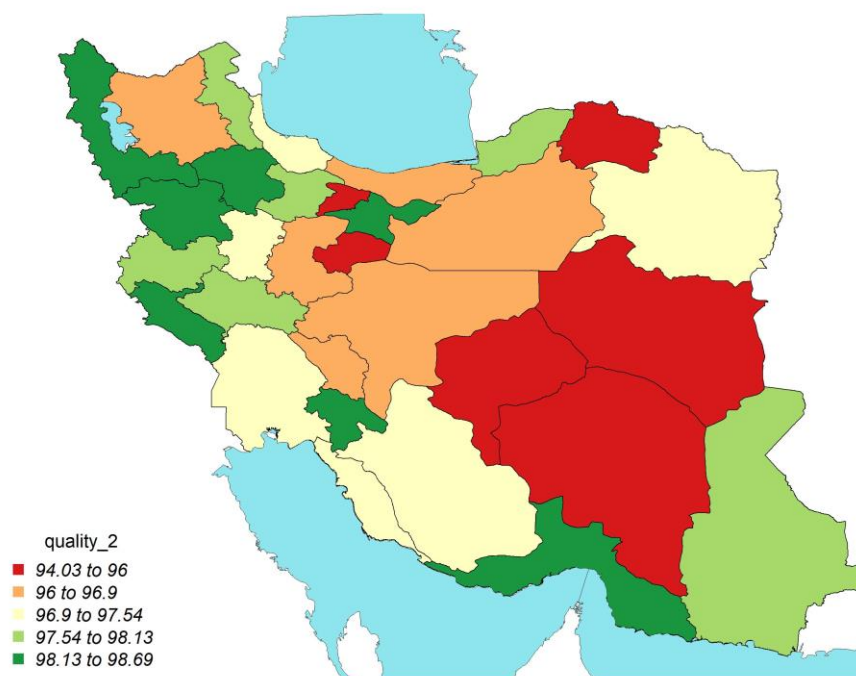 quality_2
94.03 to 96
96 to 96.9
96.9 to 97.54
97.54 to 98.13
98.13 to 98.69